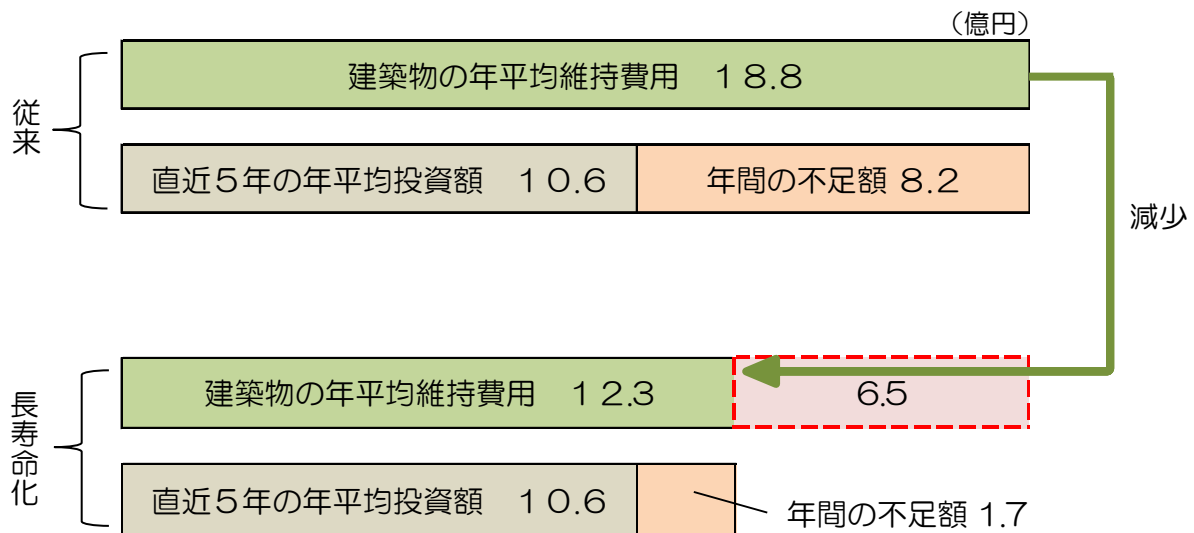 （億円）
従来
建築物の年平均維持費用　１８.８
直近５年の年平均投資額　１０.６
年間の不足額 ８.２
減少
長寿命化
建築物の年平均維持費用　１２.３
６.５
直近５年の年平均投資額　１０.６
年間の不足額 １.７